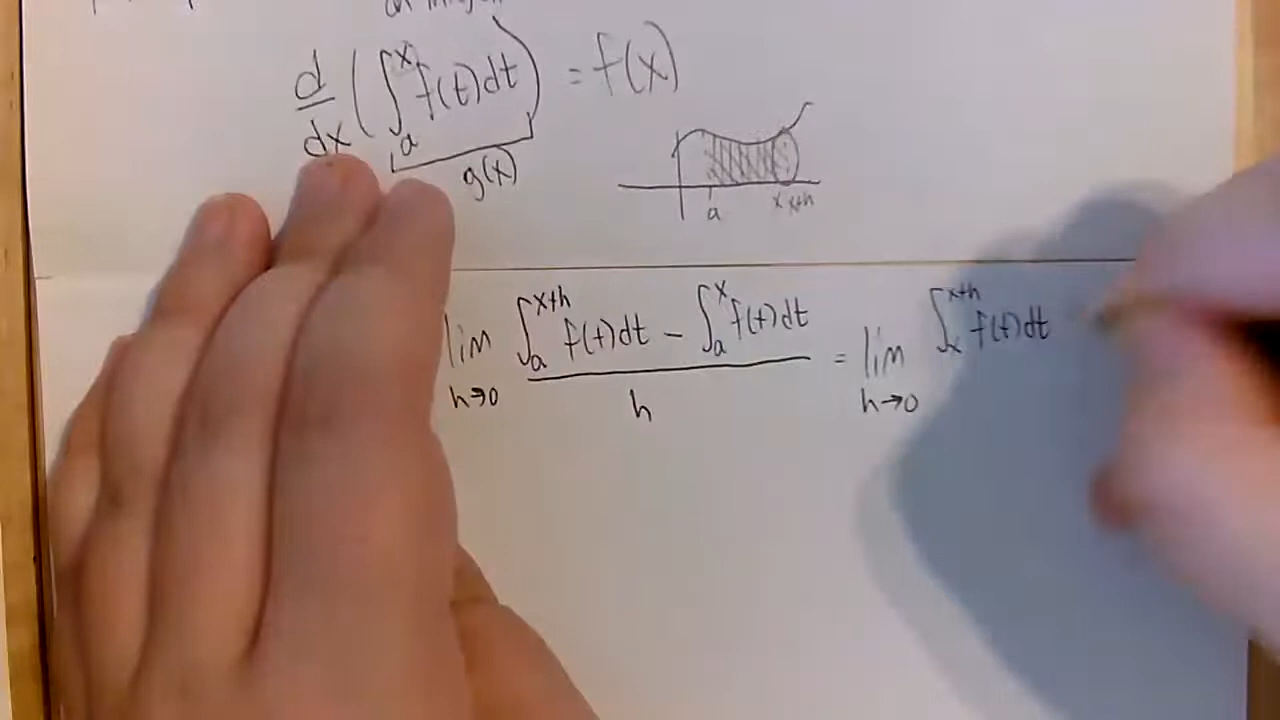 d/dx (∫_a^x f(t)dt) = f(x)
g(x)
a x x+h
lim_{h→0} (∫_a^{x+h} f(t)dt − ∫_a^x f(t)dt)/h = lim_{h→0} ∫_x^{x+h} f(t)dt